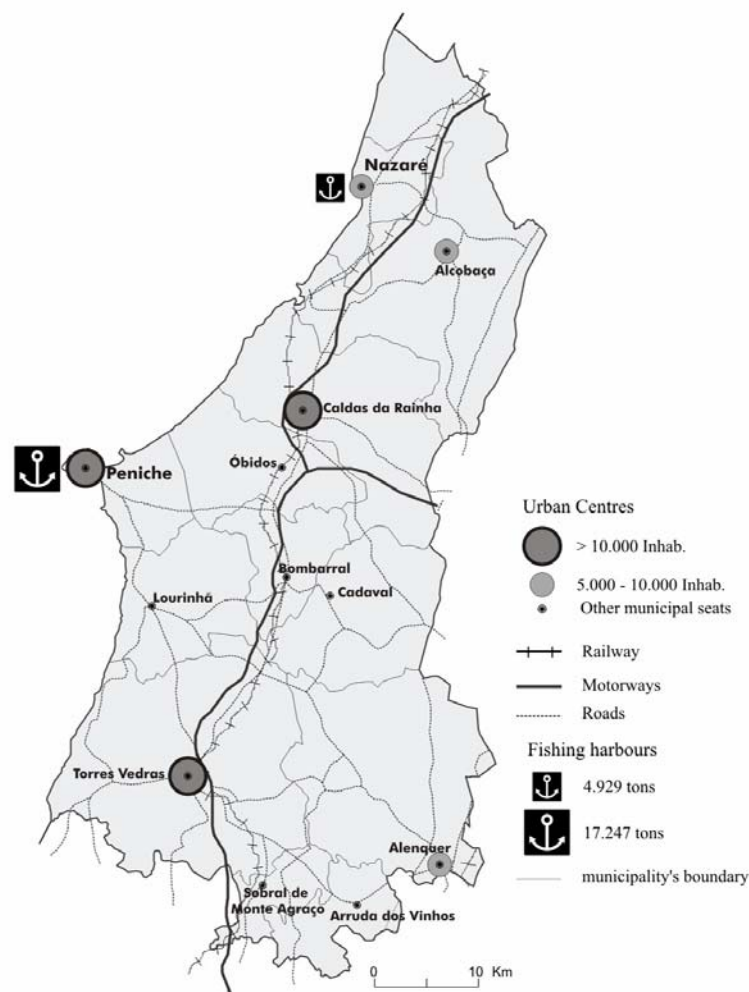 Nazaré
Alcobaça
Caldas da Rainha
Óbidos
Peniche
Bombarral
Cadaval
Lourinhã
Torres Vedras
Alenquer
Sobral de
Monte Agraço
Arruda dos Vinhos
Urban Centres
> 10.000 Inhab.
5.000 - 10.000 Inhab.
Other municipal seats
Railway
Motorways
Roads
Fishing harbours
4.929 tons
17.247 tons
municipality's boundary
0 10 Km